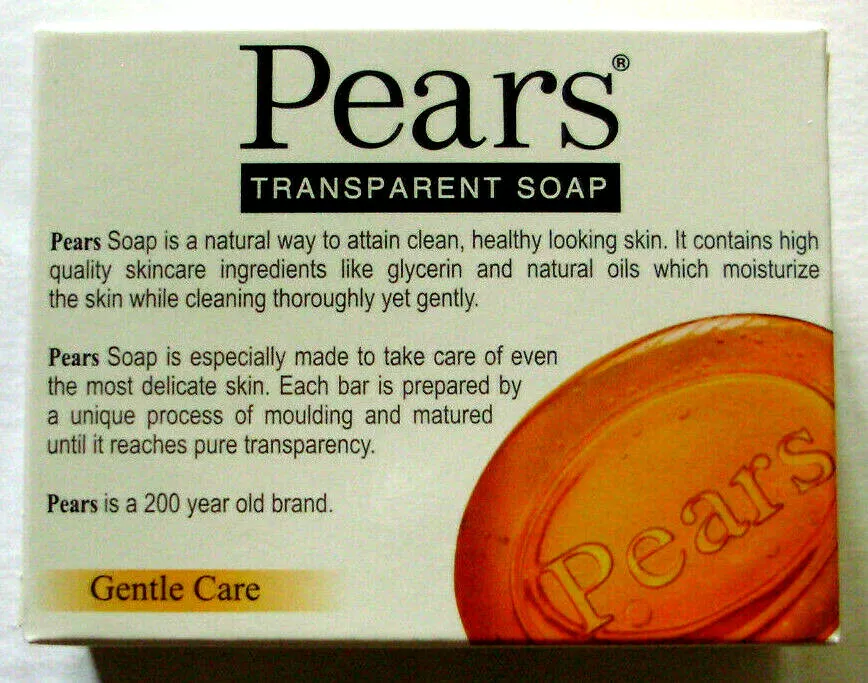 Pears®
TRANSPARENT SOAP
Pears Soap is a natural way to attain clean, healthy looking skin. It contains high
quality skincare ingredients like glycerin and natural oils which moisturize
the skin while cleaning thoroughly yet gently.
Pears Soap is especially made to take care of even
the most delicate skin. Each bar is prepared by
a unique process of moulding and matured
until it reaches pure transparency.
Pears is a 200 year old brand.
Pears
Gentle Care